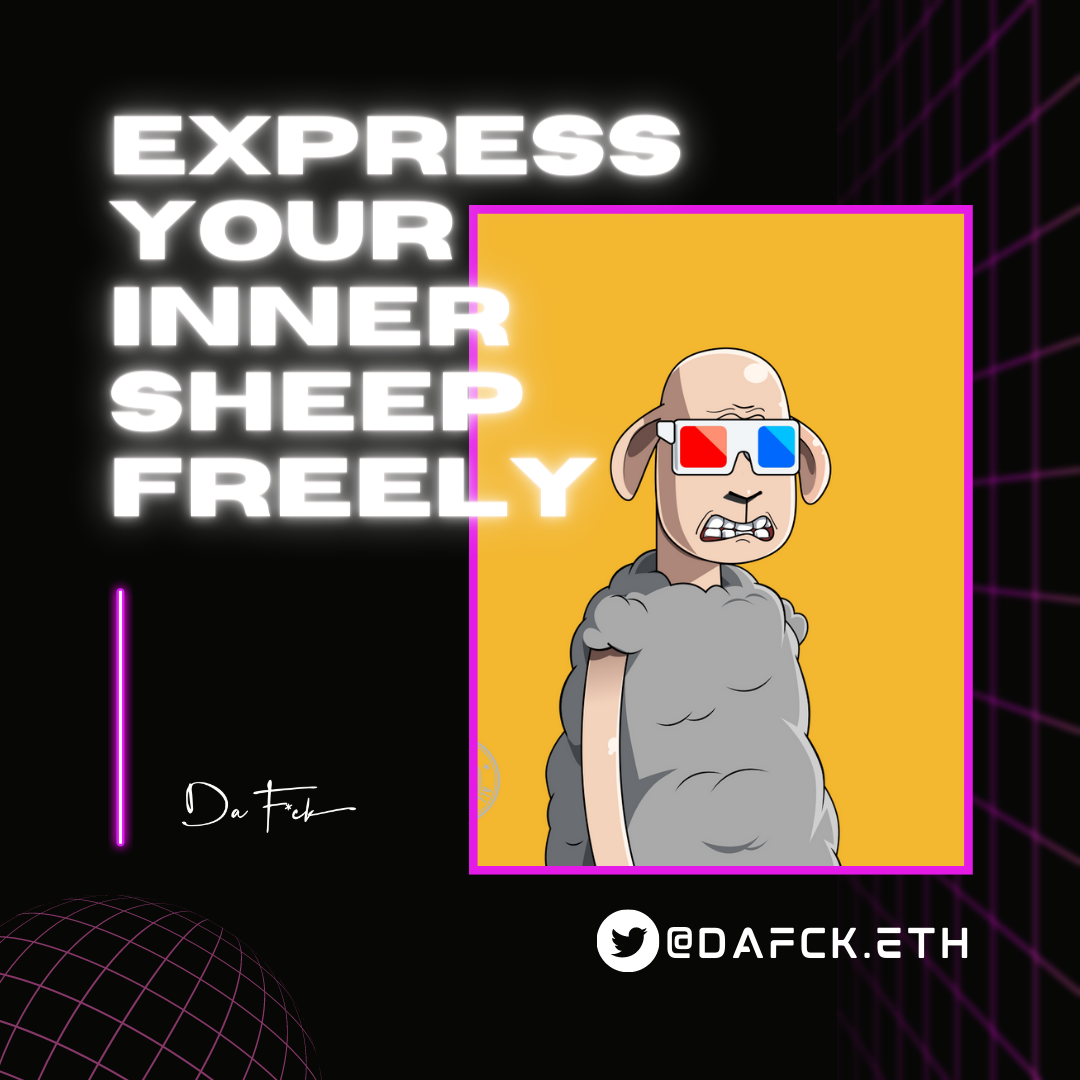 EXPRESS
YOUR
INNER
SHEEP
FREELY
Da F*ck
@DAFCK.ETH